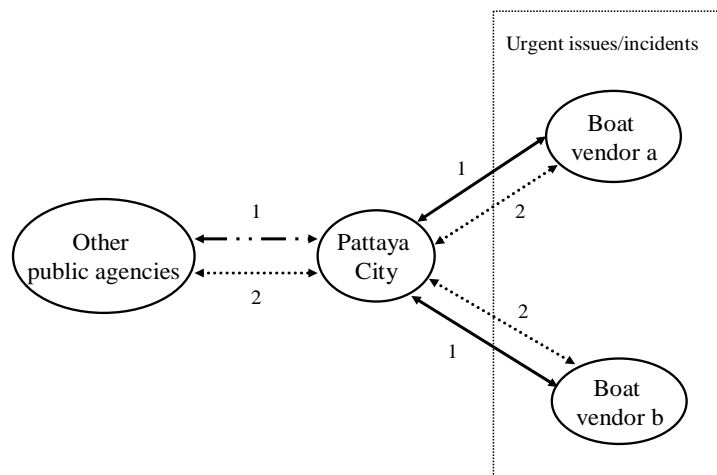 Urgent issues/incidents
Boat
vendor a
1
2
1
Other
public agencies
Pattaya
City
2
2
1
Boat
vendor b